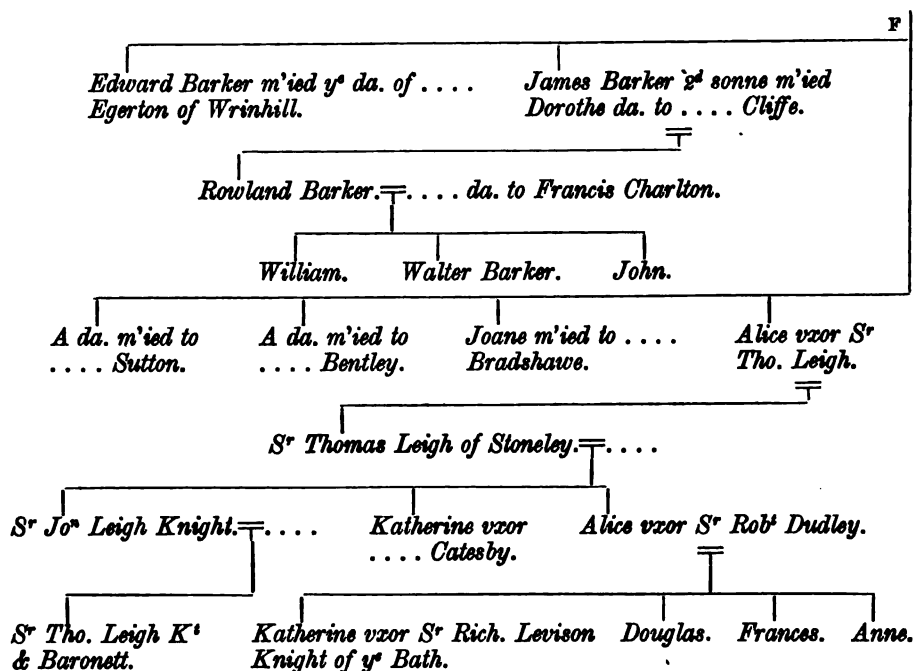 F
Edward Barker m'ied yᵉ da. of . . . . James Barker 2ᵈ sonne m'ied
Egerton of Wrinhill. Dorothe da. to . . . . Cliffe.
Rowland Barker. . . . . da. to Francis Charlton.
William. Walter Barker. John.
A da. m'ied to A da. m'ied to Joane m'ied to . . . . Alice vxor Sʳ
. . . . Sutton. . . . . Bentley. Bradshawe. Tho. Leigh.
Sʳ Thomas Leigh of Stoneley. . . . .
Sʳ Joⁿ Leigh Knight. . . . . Katherine vxor Alice vxor Sʳ Robᵗ Dudley.
. . . . Catesby.
Sʳ Tho. Leigh Kᵗ Katherine vxor Sʳ Rich. Levison Douglas. Frances. Anne.
& Baronett. Knight of yᵉ Bath.